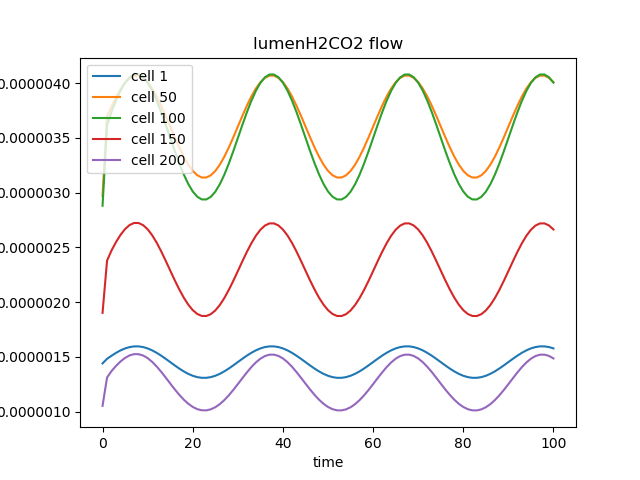 lumenH2CO2 flow
cell 1
cell 50
cell 100
cell 150
cell 200
0.0000040
0.0000035
0.0000030
0.0000025
0.0000020
0.0000015
0.0000010
0 20 40 60 80 100
time